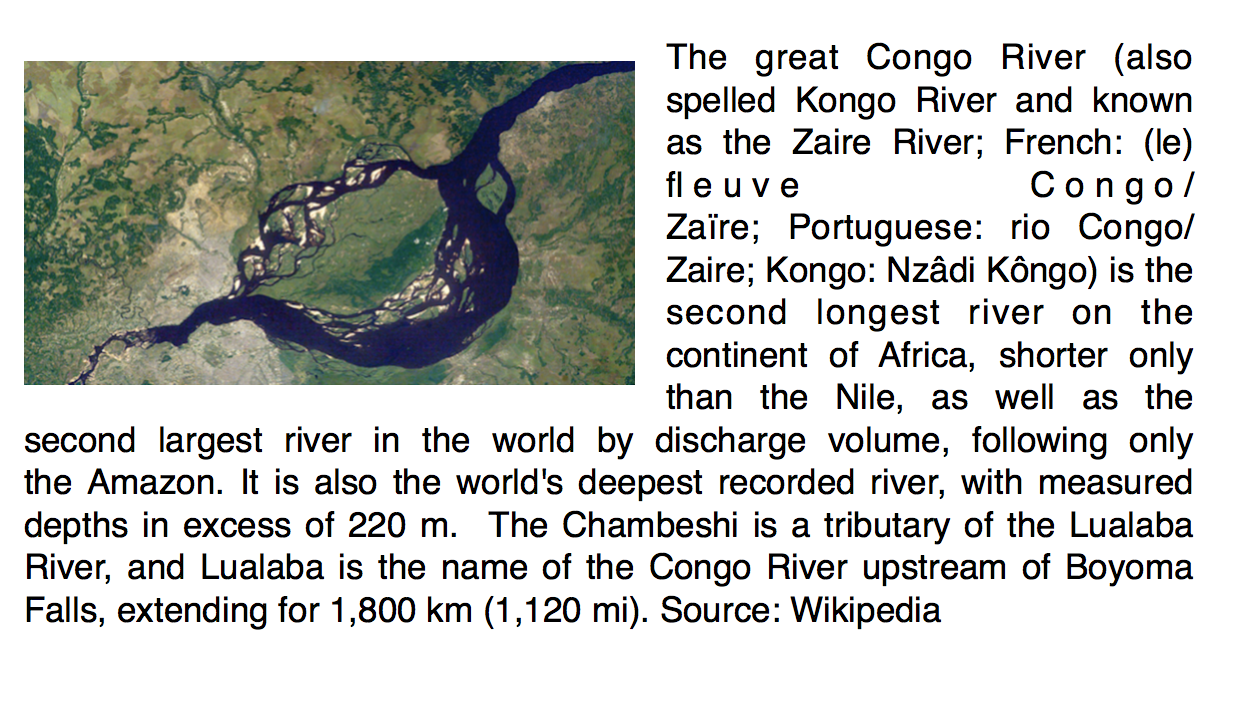 The great Congo River (also
spelled Kongo River and known
as the Zaire River; French: (le)
fleuve Congo/
Zaïre; Portuguese: rio Congo/
Zaire; Kongo: Nzâdi Kôngo) is the
second longest river on the
continent of Africa, shorter only
than the Nile, as well as the
second largest river in the world by discharge volume, following only
the Amazon. It is also the world's deepest recorded river, with measured
depths in excess of 220 m. The Chambeshi is a tributary of the Lualaba
River, and Lualaba is the name of the Congo River upstream of Boyoma
Falls, extending for 1,800 km (1,120 mi). Source: Wikipedia